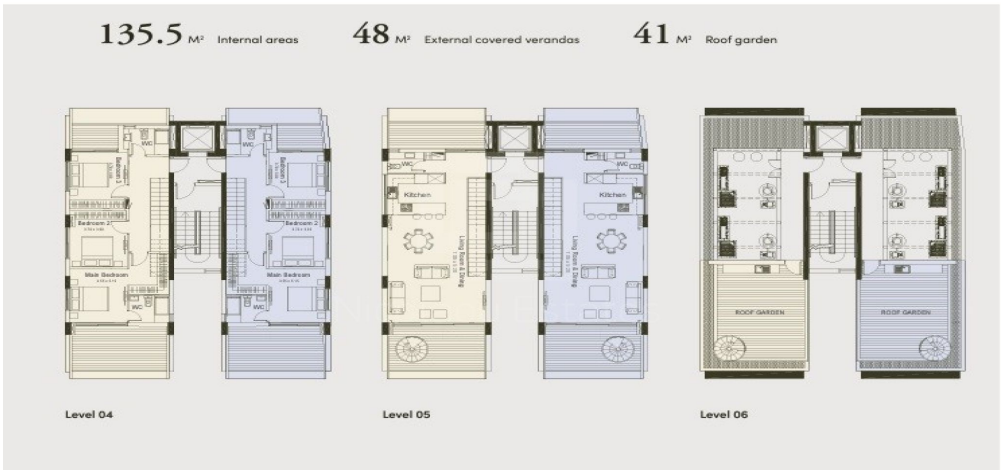 135.5 M² Internal areas
48 M² External covered verandas
41 M² Roof garden
WC
WC
Bedroom 3
Bedroom 3
Bedroom 2
Bedroom 2
Main Bedroom
Main Bedroom
WC
WC
WC
WC
Kitchen
Kitchen
Living Room & Dining
Living Room & Dining
ROOF GARDEN
ROOF GARDEN
Level 04
Level 05
Level 06